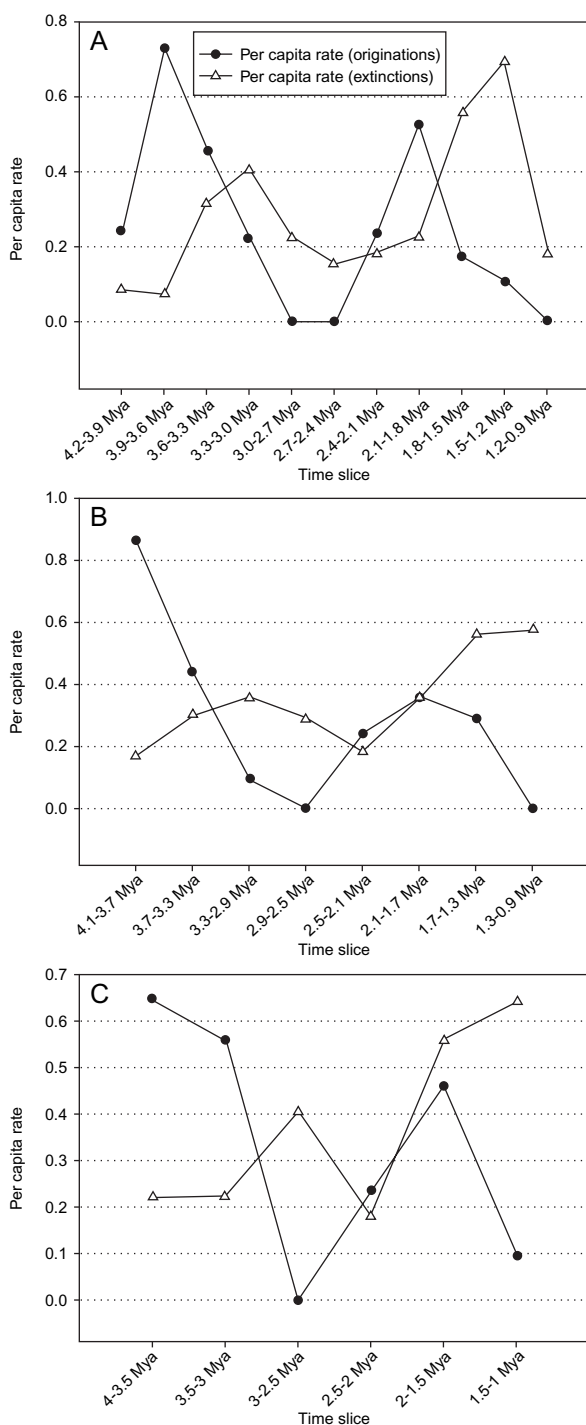 A
Per capita rate (originations)
Per capita rate (extinctions)
Per capita rate
0.8
0.6
0.4
0.2
0.0
4.2-3.9 Mya
3.9-3.6 Mya
3.6-3.3 Mya
3.3-3.0 Mya
3.0-2.7 Mya
2.7-2.4 Mya
2.4-2.1 Mya
2.1-1.8 Mya
1.8-1.5 Mya
1.5-1.2 Mya
1.2-0.9 Mya
Time slice
B
Per capita rate
1.0
0.8
0.6
0.4
0.2
0.0
4.1-3.7 Mya
3.7-3.3 Mya
3.3-2.9 Mya
2.9-2.5 Mya
2.5-2.1 Mya
2.1-1.7 Mya
1.7-1.3 Mya
1.3-0.9 Mya
Time slice
C
Per capita rate
0.7
0.6
0.5
0.4
0.3
0.2
0.1
0.0
4-3.5 Mya
3.5-3 Mya
3-2.5 Mya
2.5-2 Mya
2-1.5 Mya
1.5-1 Mya
Time slice